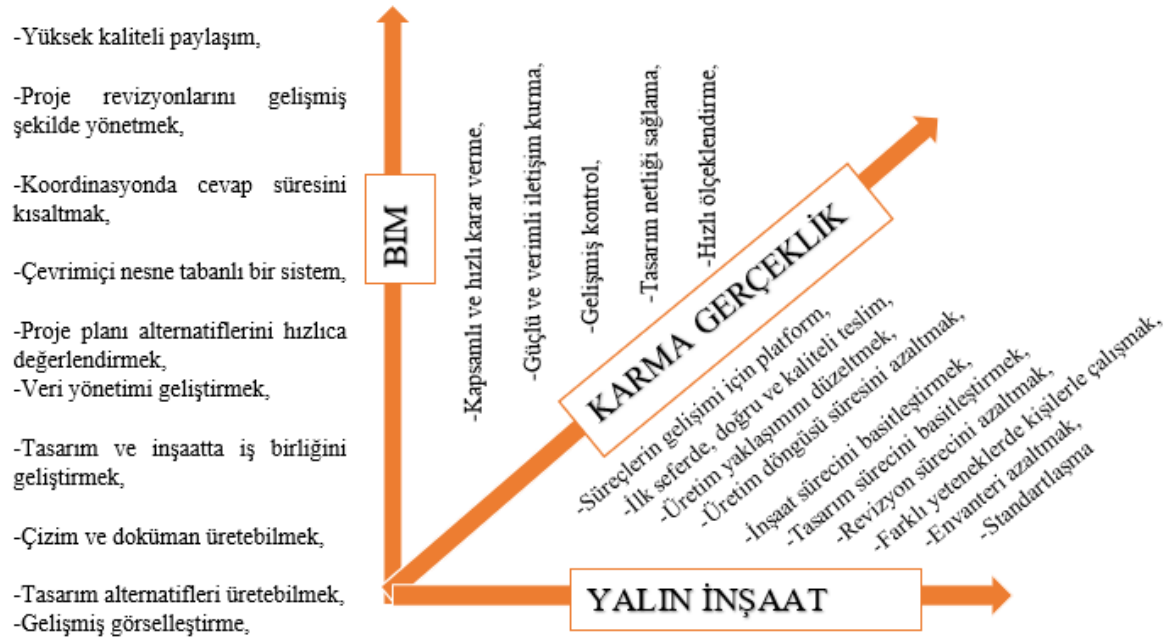 -Yüksek kaliteli paylaşım,
-Proje revizyonlarını gelişmiş
şekilde yönetmek,
-Koordinasyonda cevap süresini
kısaltmak,
-Çevrimiçi nesne tabanlı bir sistem,
-Proje planı alternatiflerini hızlıca
değerlendirmek,
-Veri yönetimi geliştirmek,
-Tasarım ve inşaatta iş birliğini
geliştirmek,
-Çizim ve doküman üretebilmek,
-Tasarım alternatifleri üretebilmek,
-Gelişmiş görselleştirme,
BIM
-Kapsamlı ve hızlı karar verme,
-Güçlü ve verimli iletişim kurma,
-Gelişmiş kontrol,
-Tasarım netliği sağlama,
-Hızlı ölçeklendirme,
KARMA GERÇEKLİK
-Süreçlerin gelişimi için platform,
-İlk seferde, doğru ve kaliteli teslim,
-Üretim yaklaşımını düzeltmek,
-Üretim döngüsü süresini azaltmak,
-İnşaat sürecini basitleştirmek,
-Tasarım sürecini basitleştirmek,
-Revizyon sürecini azaltmak,
-Farklı yeteneklerde kişilerle çalışmak,
-Envanteri azaltmak,
-Standartlaşma
YALIN İNŞAAT